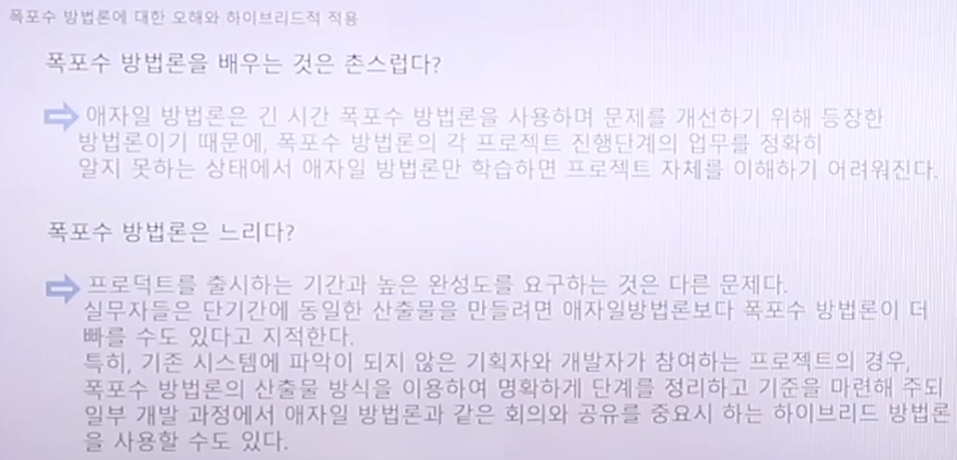 폭포수 방법론에 대한 오해와 하이브리드적 적용
폭포수 방법론을 배우는 것은 촌스럽다?
애자일 방법론은 긴 시간 폭포수 방법론을 사용하며 문제를 개선하기 위해 등장한
방법론이기 때문에, 폭포수 방법론의 각 프로젝트 진행단계의 업무를 정확히
알지 못하는 상태에서 애자일 방법론만 학습하면 프로젝트 자체를 이해하기 어려워진다.
폭포수 방법론은 느리다?
프로덕트를 출시하는 기간과 높은 완성도를 요구하는 것은 다른 문제다.
실무자들은 단기간에 동일한 산출물을 만들려면 애자일방법론보다 폭포수 방법론이 더
빠를 수도 있다고 지적한다.
특히, 기존 시스템에 파악이 되지 않은 기획자와 개발자가 참여하는 프로젝트의 경우,
폭포수 방법론의 산출물 방식을 이용하여 명확하게 단계를 정리하고 기준을 마련해 주되
일부 개발 과정에서 애자일 방법론과 같은 회의와 공유를 중요시 하는 하이브리드 방법론
을 사용할 수도 있다.